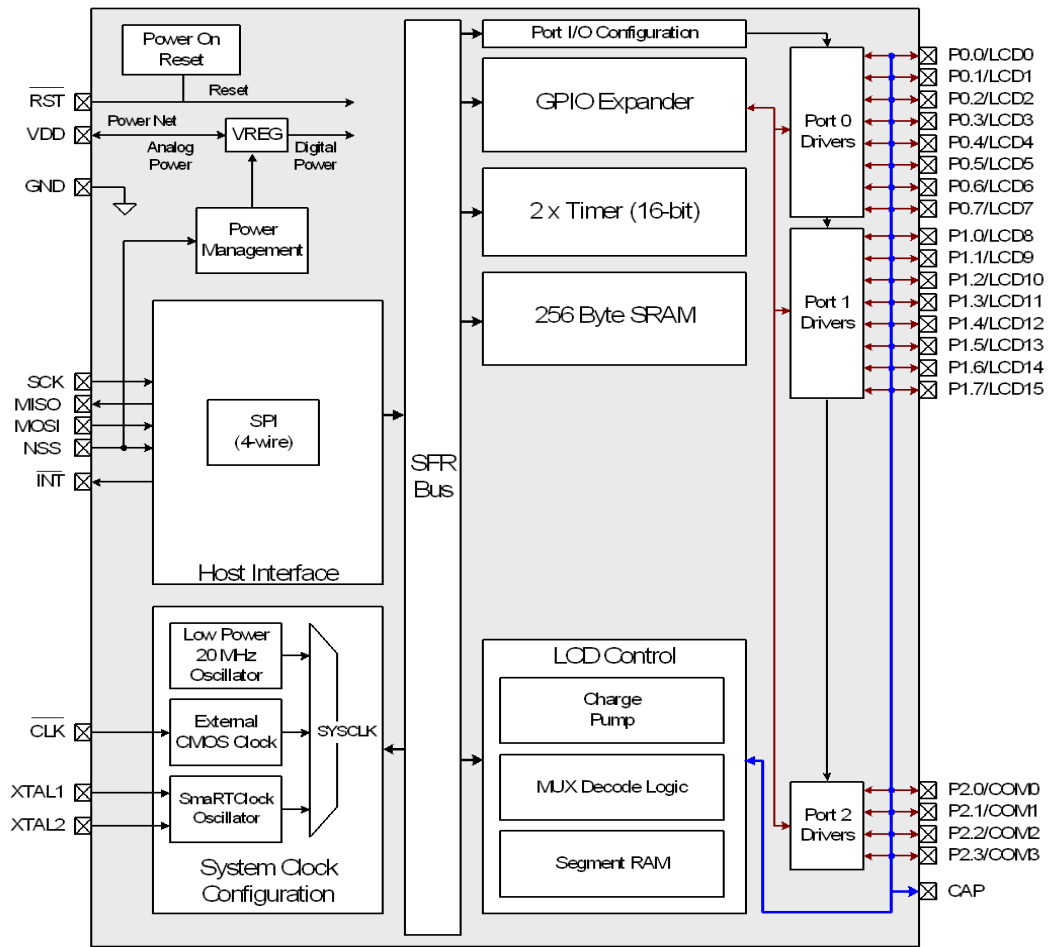 Power On
Reset
RST
Reset
VDD
Power Net
Analog
Power
VREG
Digital
Power
GND
Power
Management
SCK
MISO
MOSI
NSS
INT
SPI
(4-wire)
Host Interface
Low Power
20 MHz
Oscillator
CLK
External
CMOS Clock
SYSCLK
XTAL1
XTAL2
SmaRTClock
Oscillator
System Clock
Configuration
SFR
Bus
Port I/O Configuration
GPIO Expander
2 x Timer (16-bit)
256 Byte SRAM
LCD Control
Charge
Pump
MUX Decode Logic
Segment RAM
Port 0
Drivers
Port 1
Drivers
Port 2
Drivers
P0.0/LCD0
P0.1/LCD1
P0.2/LCD2
P0.3/LCD3
P0.4/LCD4
P0.5/LCD5
P0.6/LCD6
P0.7/LCD7
P1.0/LCD8
P1.1/LCD9
P1.2/LCD10
P1.3/LCD11
P1.4/LCD12
P1.5/LCD13
P1.6/LCD14
P1.7/LCD15
P2.0/COM0
P2.1/COM1
P2.2/COM2
P2.3/COM3
CAP